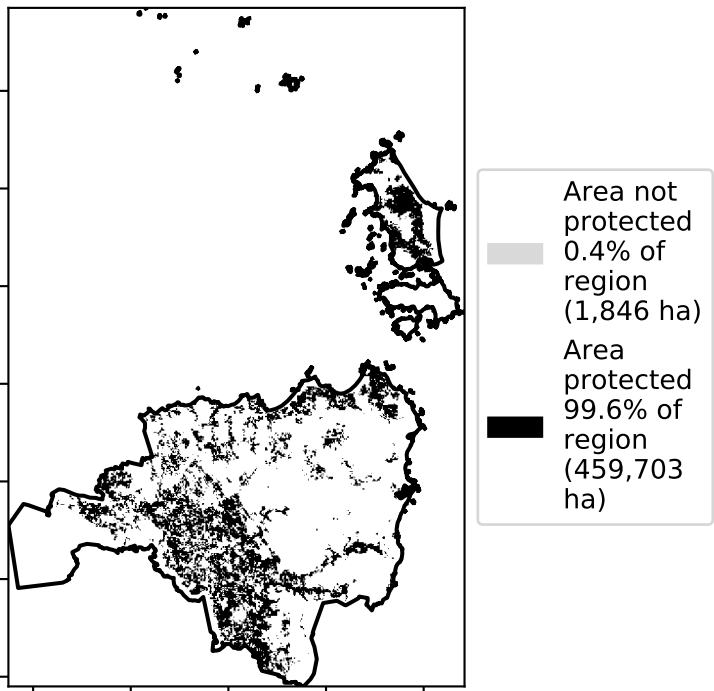 Area not
protected
0.4% of
region
(1,846 ha)
Area
protected
99.6% of
region
(459,703
ha)